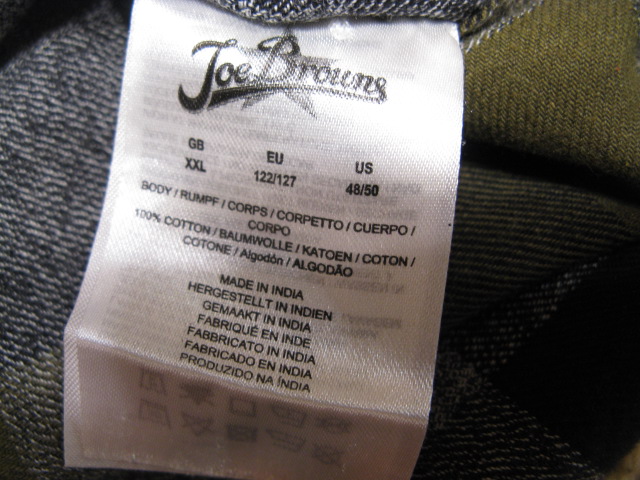 Joe Browns
GB EU US
XXL 122/127 48/50
BODY / RUMPF / CORPS / CORPETTO / CUERPO /
CORPO
100% COTTON / BAUMWOLLE / KATOEN / COTON /
COTONE / Algodón / ALGODÃO
MADE IN INDIA
HERGESTELLT IN INDIEN
GEMAAKT IN INDIA
FABRIQUÉ EN INDE
FABBRICATO IN INDIA
FABRICADO EN INDIA
PRODUZIDO NA ÍNDIA